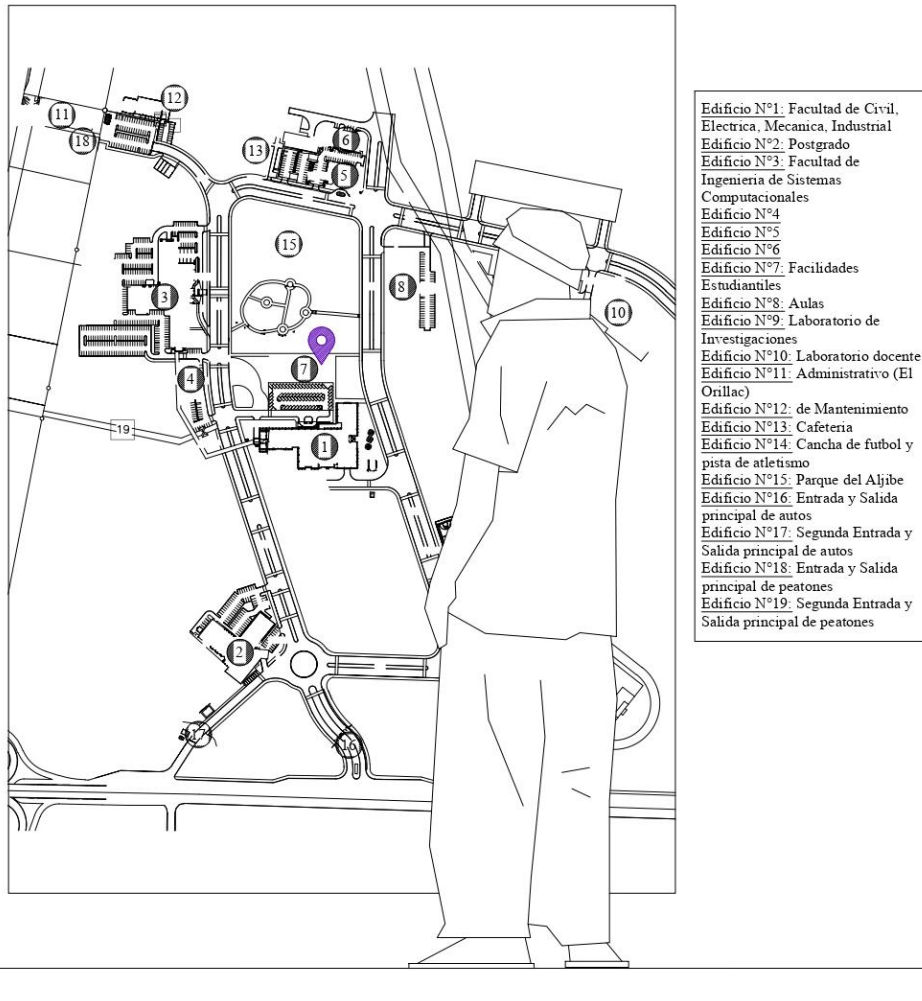 11
12
18
13
6
5
15
3
8
10
7
4
19
1
2
17
16
Edificio N°1: Facultad de Civil,
Electrica, Mecanica, Industrial
Edificio N°2: Postgrado
Edificio N°3: Facultad de
Ingenieria de Sistemas
Computacionales
Edificio N°4
Edificio N°5
Edificio N°6
Edificio N°7: Facilidades
Estudiantiles
Edificio N°8: Aulas
Edificio N°9: Laboratorio de
Investigaciones
Edificio N°10: Laboratorio docente
Edificio N°11: Administrativo (El
Orillac)
Edificio N°12: de Mantenimiento
Edificio N°13: Cafeteria
Edificio N°14: Cancha de futbol y
pista de atletismo
Edificio N°15: Parque del Aljibe
Edificio N°16: Entrada y Salida
principal de autos
Edificio N°17: Segunda Entrada y
Salida principal de autos
Edificio N°18: Entrada y Salida
principal de peatones
Edificio N°19: Segunda Entrada y
Salida principal de peatones